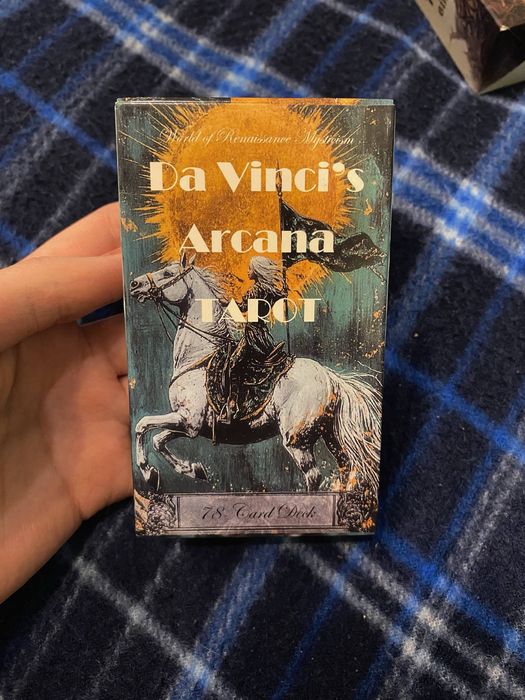 World of Renaissance Mysticism
Da Vinci's
Arcana
TAROT
78 Card Deck